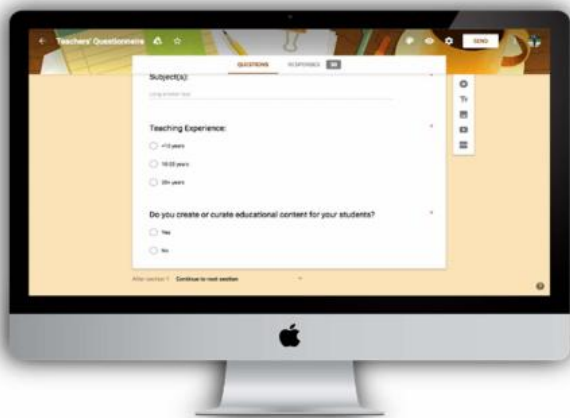 Teachers' Questionnaire
SEND
QUESTIONS RESPONSES
Subject(s):
Long answer text
Teaching Experience:
<10 years
10-20 years
20+ years
Do you create or curate educational content for your students?
Yes
No
After section 1 Continue to next section